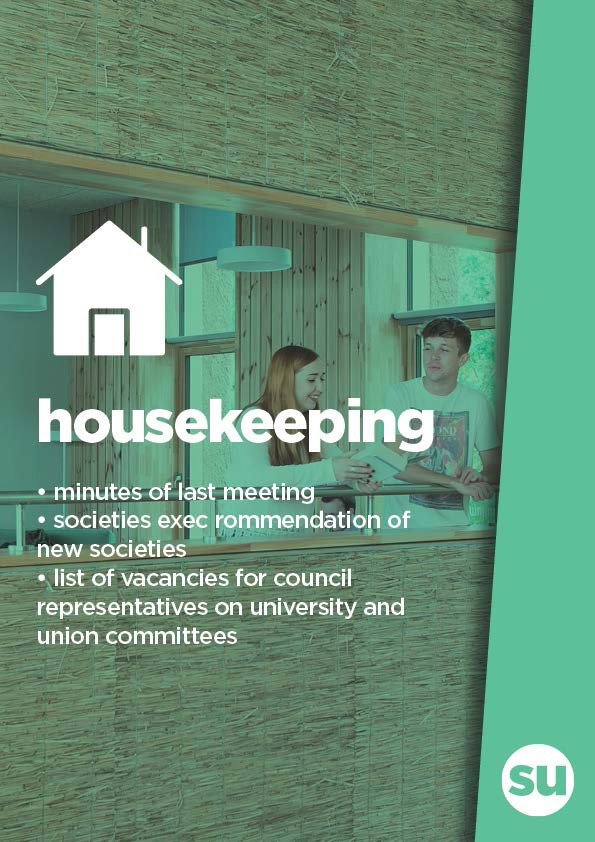 housekeeping
• minutes of last meeting
• societies exec rommendation of
new societies
• list of vacancies for council
representatives on university and
union committees
su